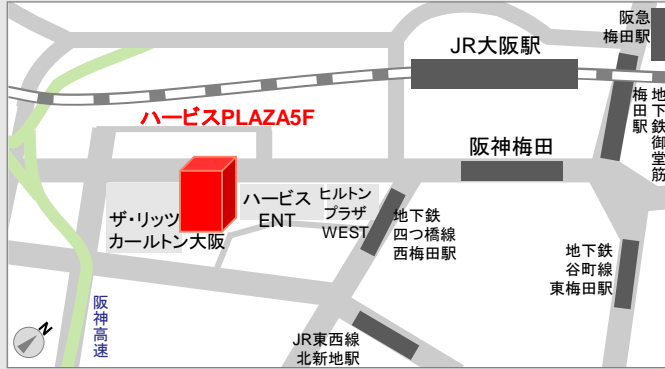 阪急
梅田駅
JR大阪駅
地下鉄御堂筋
梅田駅
ハービスPLAZA5F
阪神梅田
ザ・リッツ
カールトン大阪
ハービス
ENT
ヒルトン
プラザ
WEST
地下鉄
四つ橋線
西梅田駅
地下鉄
谷町線
東梅田駅
阪神高速
JR東西線
北新地駅
N